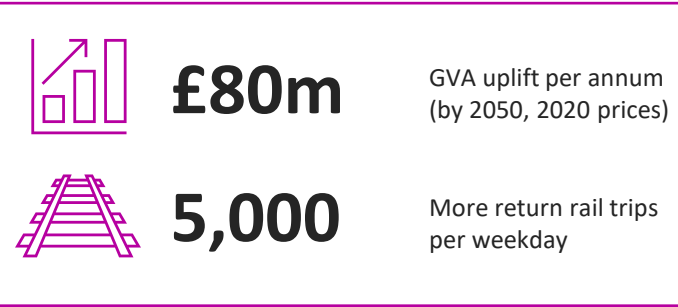 £80m
GVA uplift per annum
(by 2050, 2020 prices)
5,000
More return rail trips
per weekday